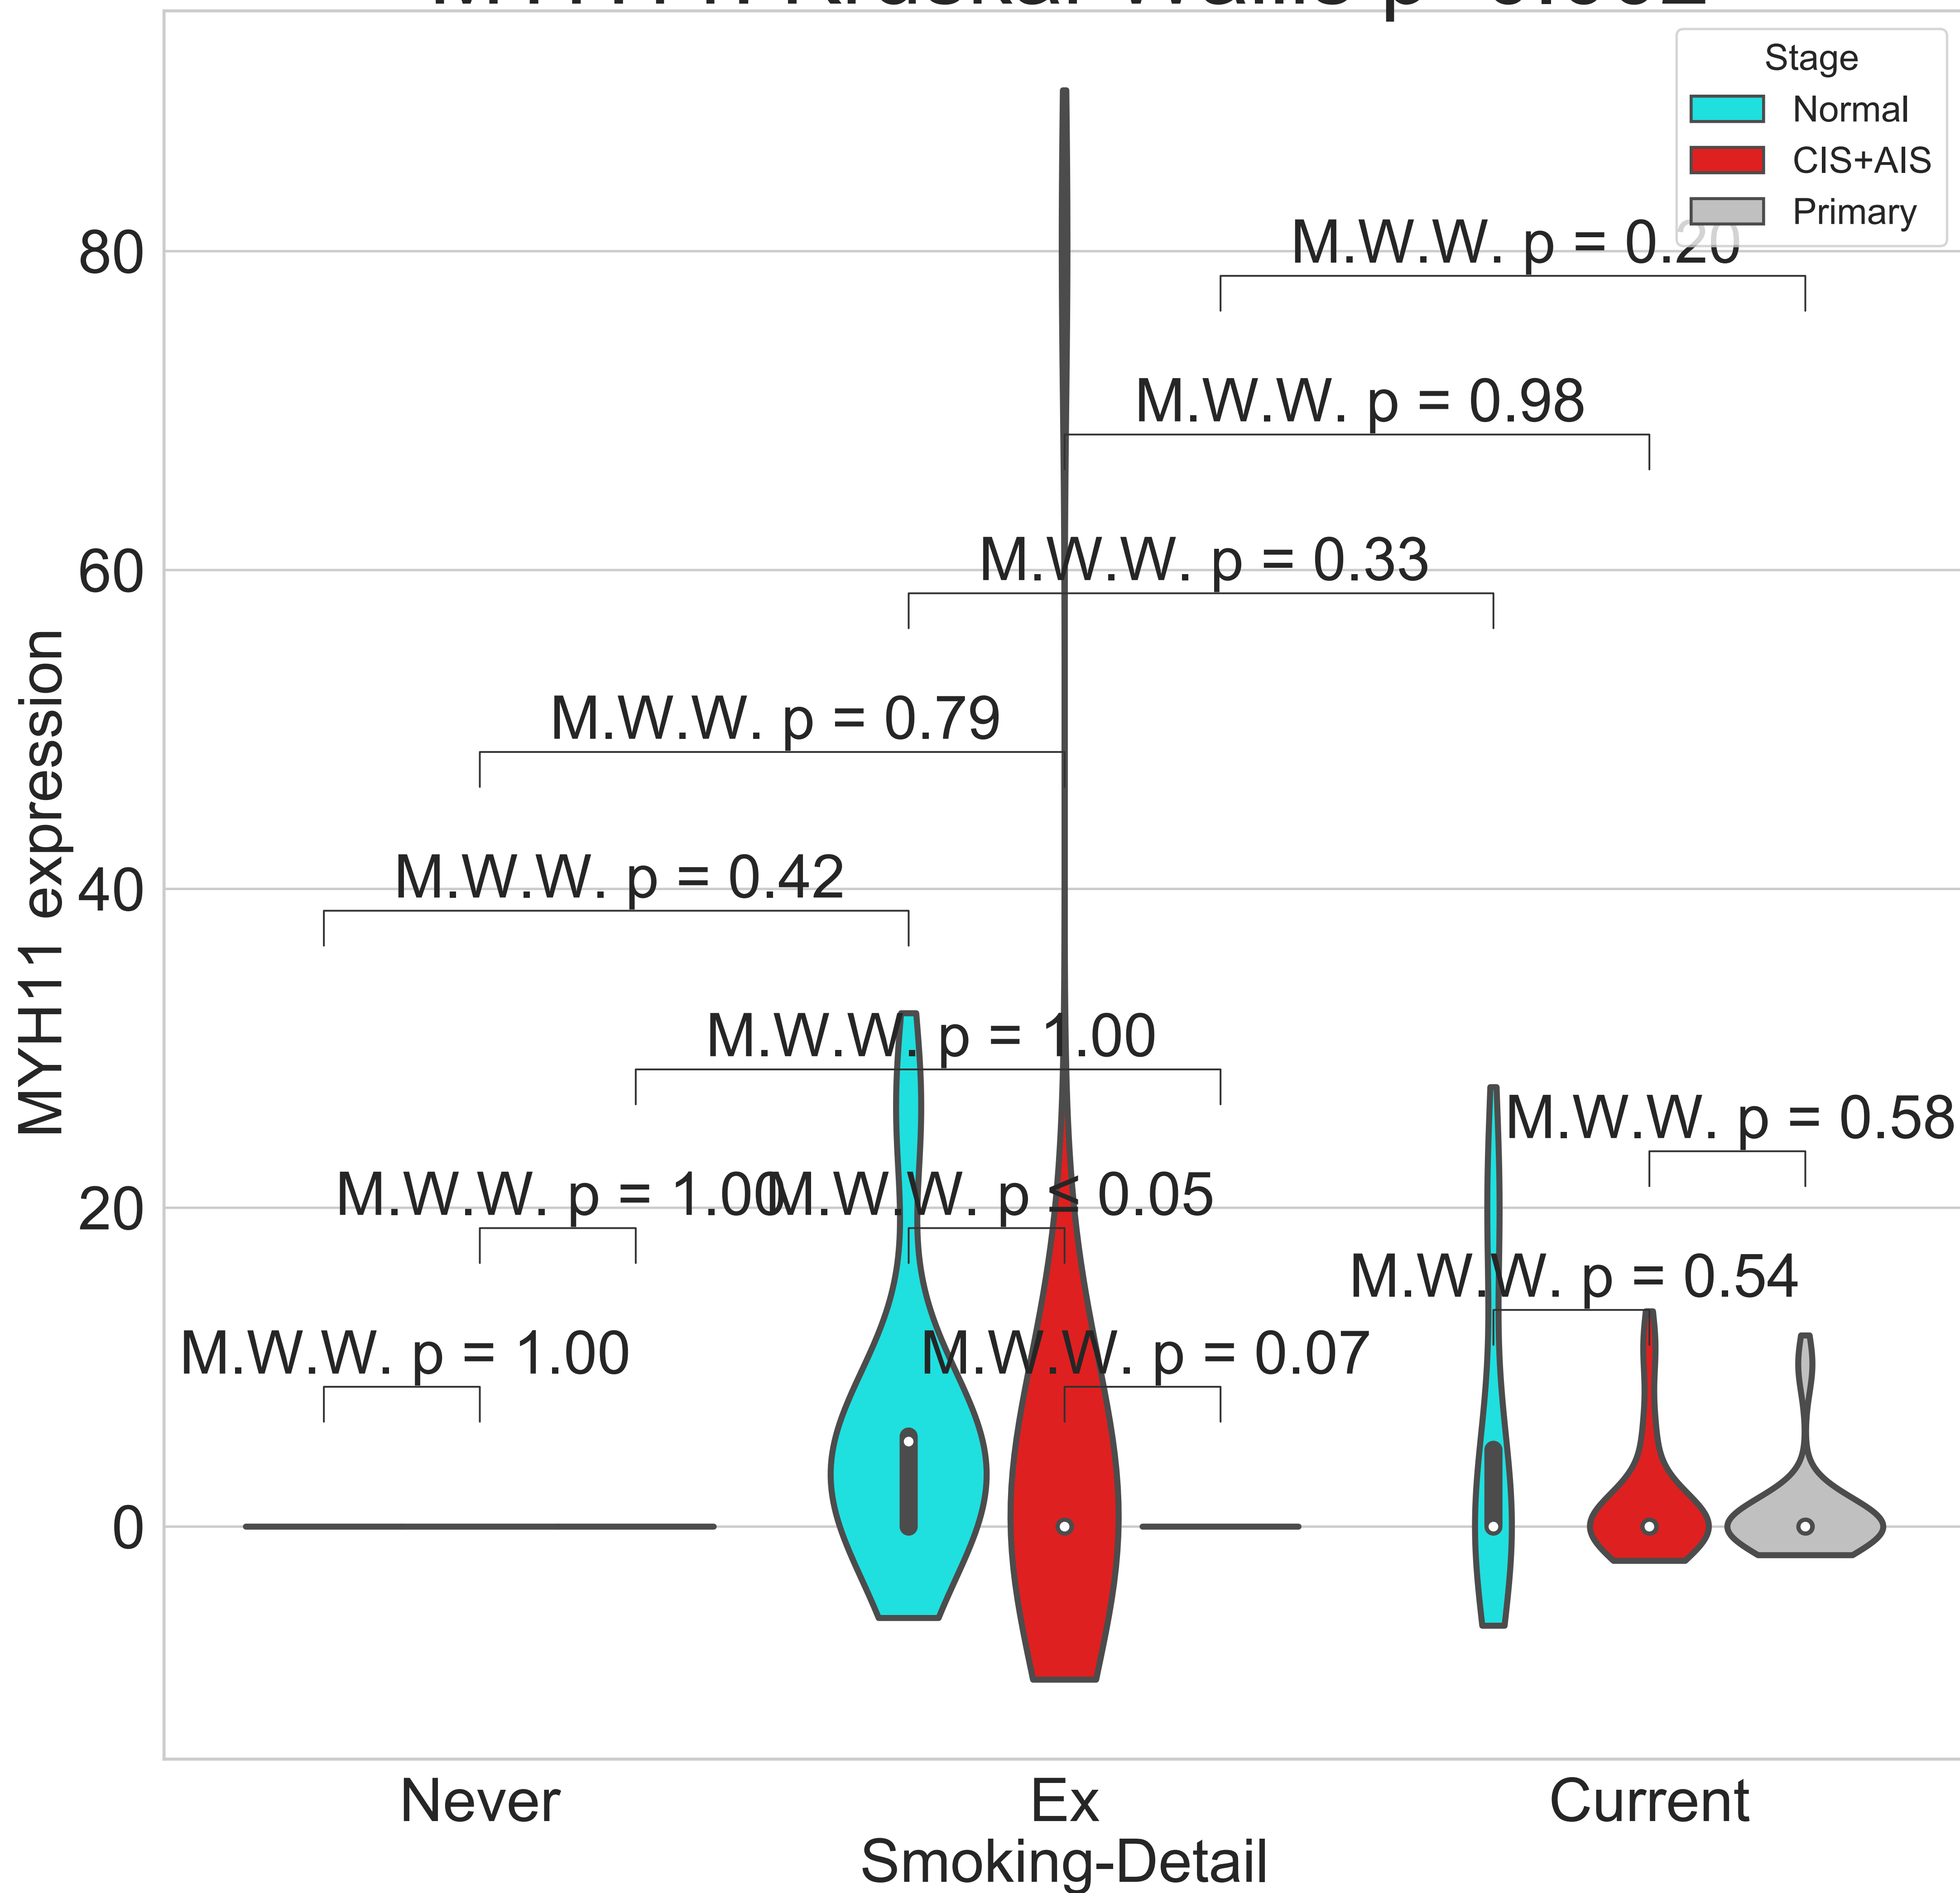 Stage
Normal
CIS+AIS
Primary
M.W.W. p = 0.20
80
M.W.W. p = 0.98
60
M.W.W. p = 0.33
M.W.W. p = 0.79
MYH11 expression
40
M.W.W. p = 0.42
M.W.W. p = 1.00
M.W.W. p = 0.58
20
M.W.W. p = 1.00
M.W.W. p ≤ 0.05
M.W.W. p = 0.54
M.W.W. p = 1.00
M.W.W. p = 0.07
0
Never
Ex
Current
Smoking-Detail